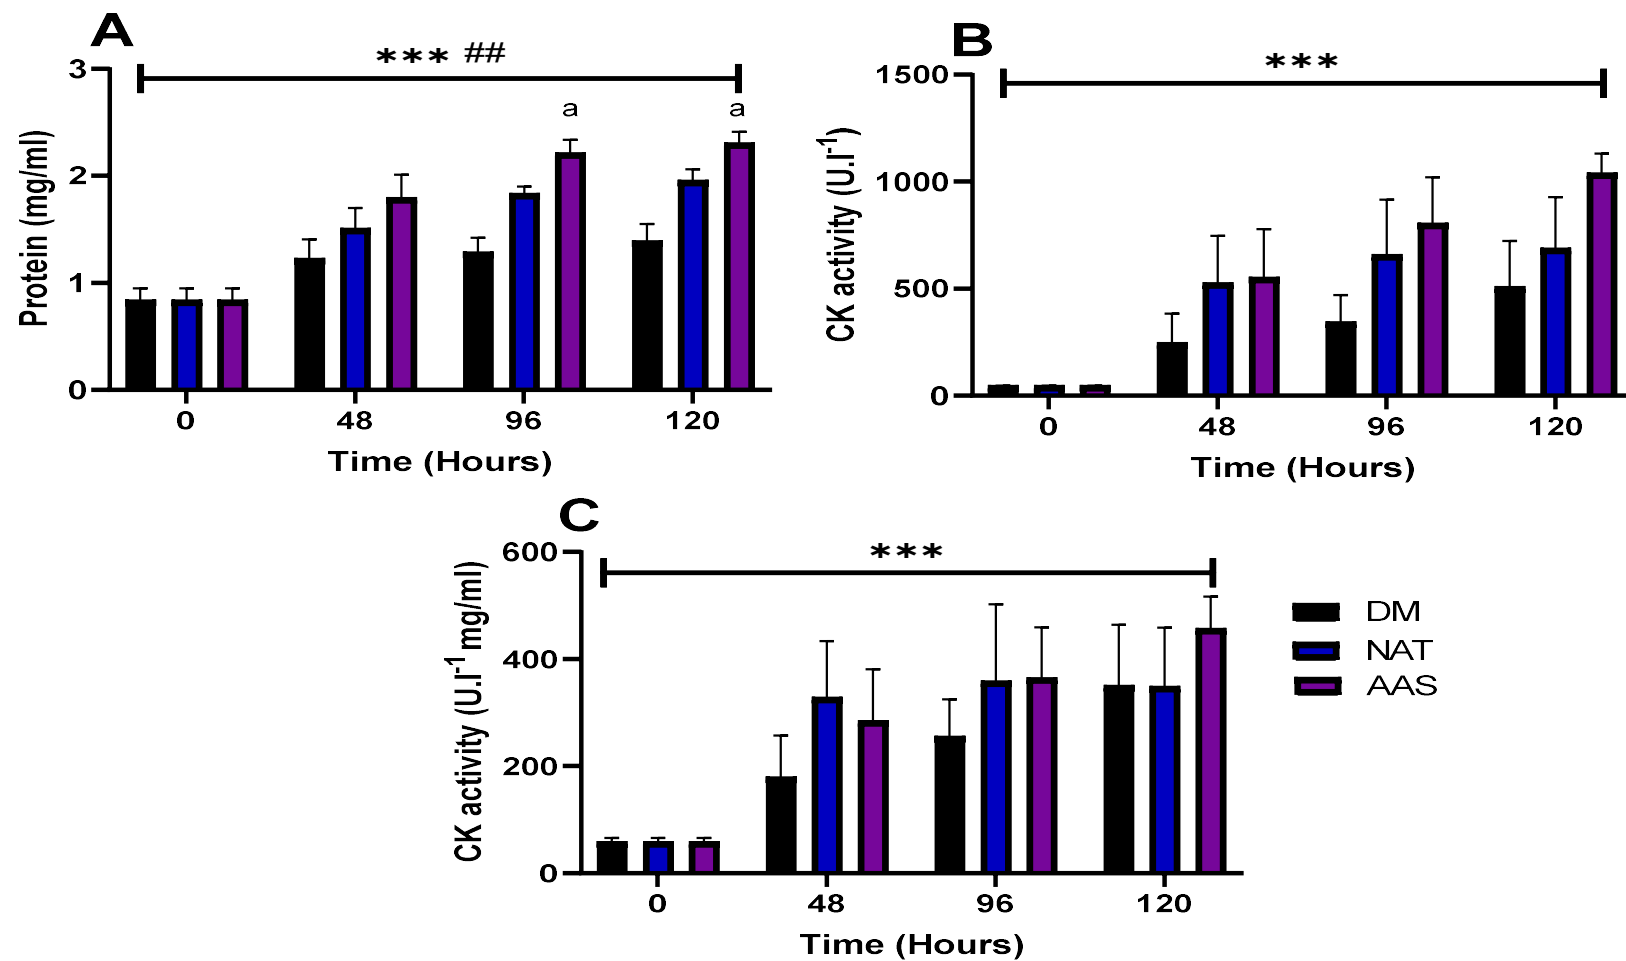 A
*** ##
3
2
1
0
a a
Protein (mg/ml)
0 48 96 120
Time (Hours)
B
***
1500
1000
500
0
CK activity (U.l-1)
0 48 96 120
Time (Hours)
C
***
600
400
200
0
CK activity (U.l-1 mg/ml)
0 48 96 120
Time (Hours)
DM
NAT
AAS